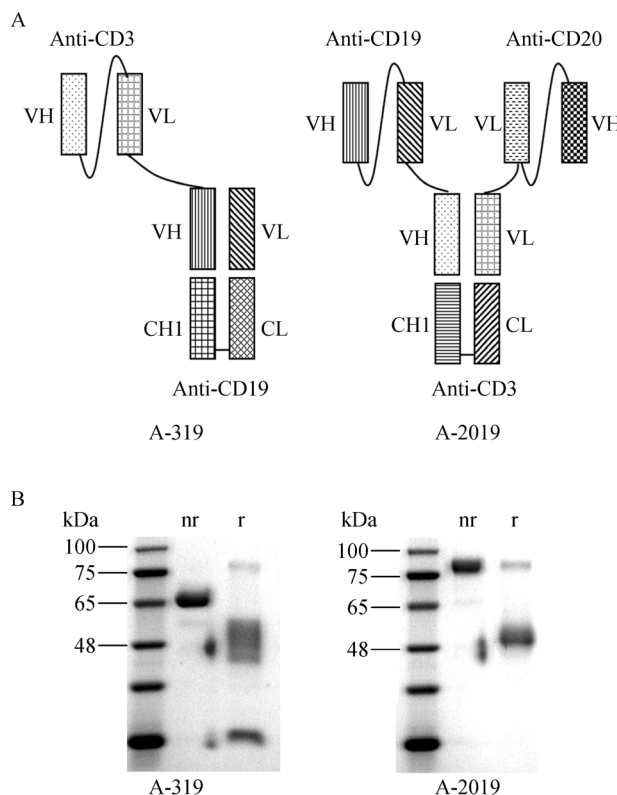 A
Anti-CD3
Anti-CD19
Anti-CD20
VH
VL
VH
VL
VL
VH
VH
VL
VH
VL
CH1
CL
CH1
CL
Anti-CD19
Anti-CD3
A-319
A-2019
B
kDa
nr
r
kDa
nr
r
100
75
65
48
100
75
65
48
A-319
A-2019